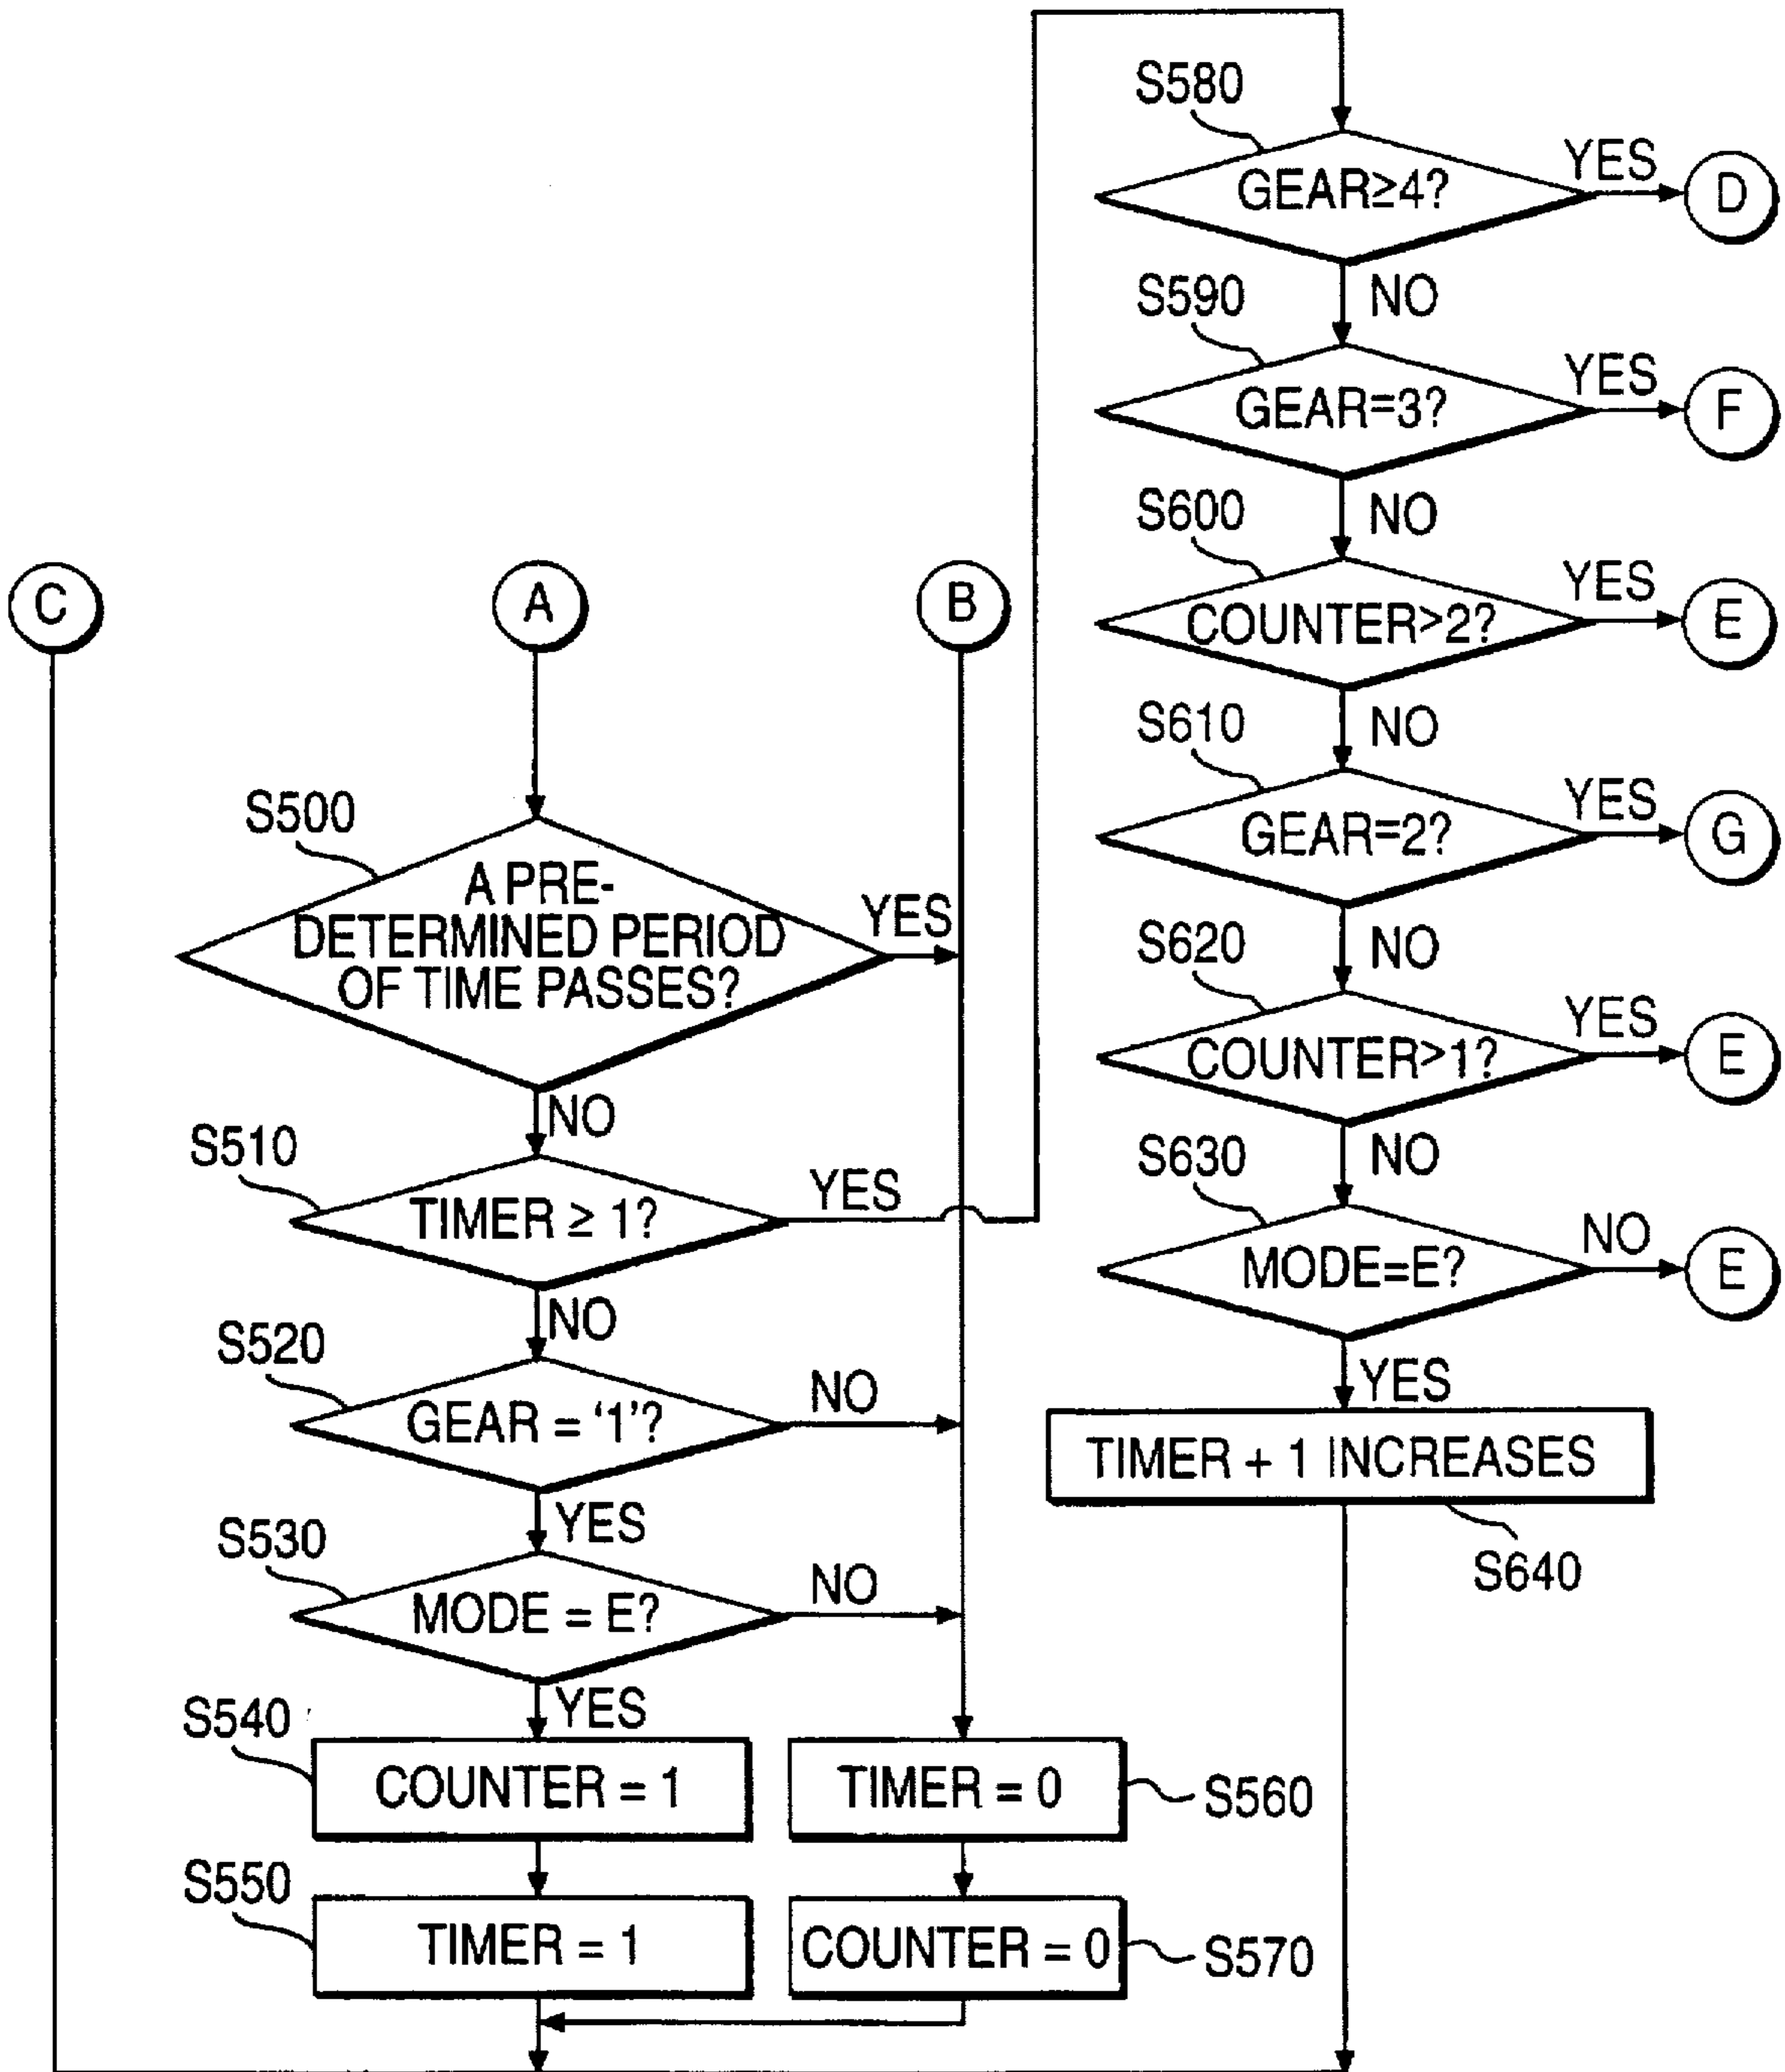 C
A
B
S500
A PRE-
DETERMINED PERIOD
OF TIME PASSES?
YES
NO
S510
TIMER ≥ 1?
YES
NO
S520
GEAR = ‘1’?
NO
YES
S530
MODE = E?
NO
YES
S540
COUNTER = 1
S550
TIMER = 1
TIMER = 0
S560
COUNTER = 0
S570
S580
GEAR≥4?
YES
D
NO
S590
GEAR=3?
YES
F
NO
S600
COUNTER>2?
YES
E
NO
S610
GEAR=2?
YES
G
NO
S620
COUNTER>1?
YES
E
NO
S630
MODE=E?
NO
E
YES
TIMER + 1 INCREASES
S640